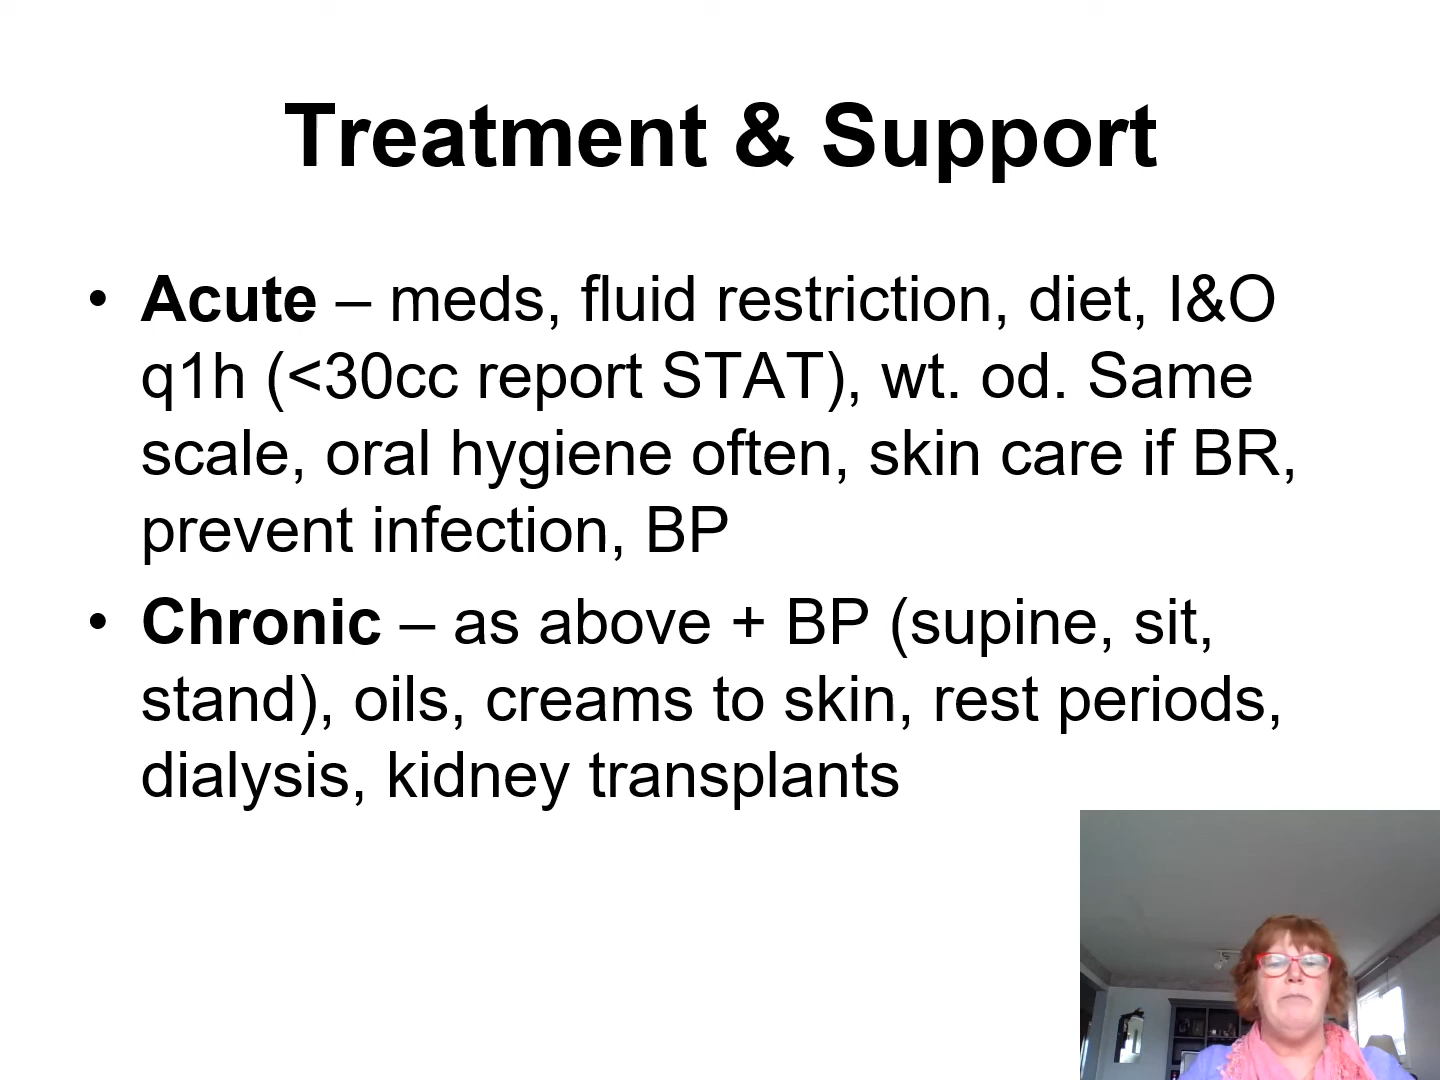 Treatment & Support
• Acute – meds, fluid restriction, diet, I&O
q1h (<30cc report STAT), wt. od. Same
scale, oral hygiene often, skin care if BR,
prevent infection, BP
• Chronic – as above + BP (supine, sit,
stand), oils, creams to skin, rest periods,
dialysis, kidney transplants